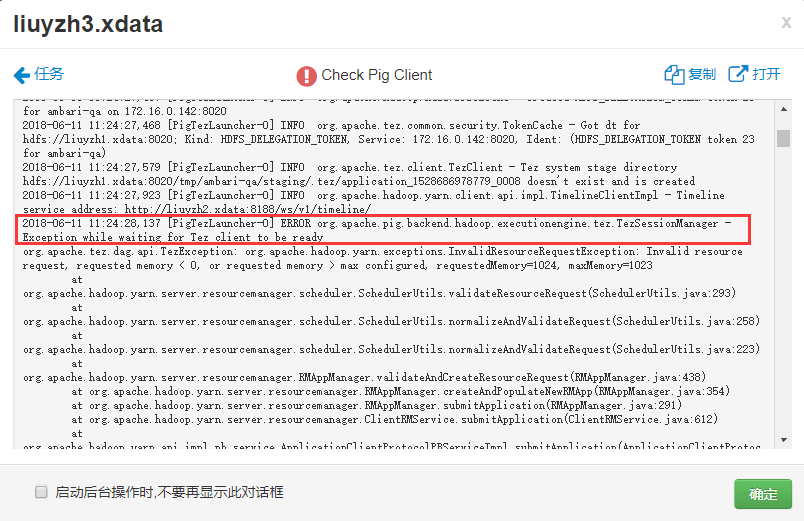 liuyzh3.xdata
x
任务
Check Pig Client
复制
打开
for ambari-qa on 172.16.0.142:8020
2018-06-11 11:24:27,468 [PigTezLauncher-0] INFO org.apache.tez.common.security.TokenCache - Got dt for
hdfs://liuyzh1.xdata:8020; Kind: HDFS_DELEGATION_TOKEN, Service: 172.16.0.142:8020, Ident: (HDFS_DELEGATION_TOKEN token 23
for ambari-qa)
2018-06-11 11:24:27,579 [PigTezLauncher-0] INFO org.apache.tez.client.TezClient - Tez system stage directory
hdfs://liuyzh1.xdata:8020/tmp/ambari-qa/staging/.tez/application_1528686978779_0008 doesn't exist and is created
2018-06-11 11:24:27,923 [PigTezLauncher-0] INFO org.apache.hadoop.yarn.client.api.impl.TimelineClientImpl - Timeline
service address: http://liuyzh2.xdata:8188/ws/v1/timeline/
2018-06-11 11:24:28,137 [PigTezLauncher-0] ERROR org.apache.pig.backend.hadoop.executionengine.tez.TezSessionManager -
Exception while waiting for Tez client to be ready
org.apache.tez.dag.api.TezException: org.apache.hadoop.yarn.exceptions.InvalidResourceRequestException: Invalid resource
request, requested memory < 0, or requested memory > max configured, requestedMemory=1024, maxMemory=1023
at
org.apache.hadoop.yarn.server.resourcemanager.scheduler.SchedulerUtils.validateResourceRequest(SchedulerUtils.java:293)
at
org.apache.hadoop.yarn.server.resourcemanager.scheduler.SchedulerUtils.normalizeAndValidateRequest(SchedulerUtils.java:258)
at
org.apache.hadoop.yarn.server.resourcemanager.scheduler.SchedulerUtils.normalizeAndValidateRequest(SchedulerUtils.java:223)
at
org.apache.hadoop.yarn.server.resourcemanager.RMAppManager.validateAndCreateResourceRequest(RMAppManager.java:438)
at org.apache.hadoop.yarn.server.resourcemanager.RMAppManager.createAndPopulateNewRMApp(RMAppManager.java:354)
at org.apache.hadoop.yarn.server.resourcemanager.RMAppManager.submitApplication(RMAppManager.java:291)
at org.apache.hadoop.yarn.server.resourcemanager.ClientRMService.submitApplication(ClientRMService.java:612)
at
org.apache.hadoop.yarn.api.impl.pb.service.ApplicationClientProtocolPBServiceImpl.submitApplication(ApplicationClientProtoc
启动后台操作时,不要再显示此对话框
确定